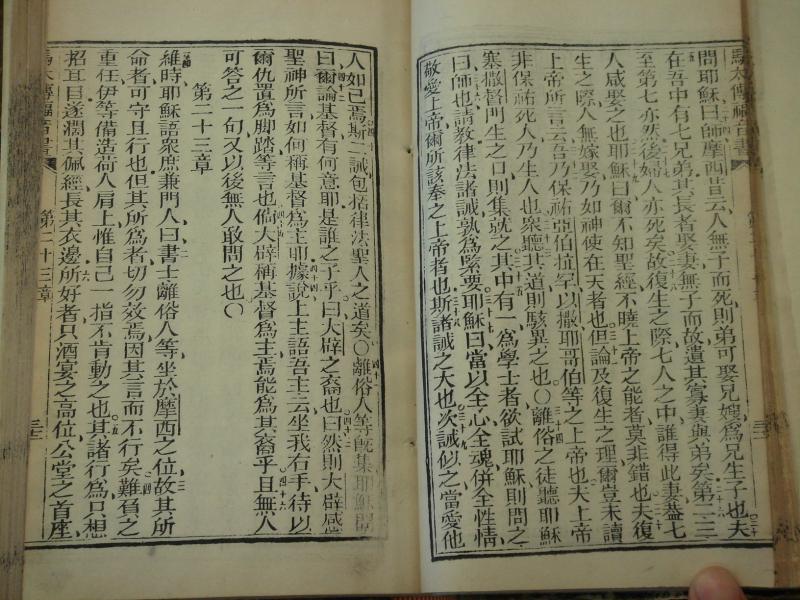 馬太傳福音書
問耶穌曰師摩西嘗云人無子而死則弟可娶兄嫂爲兄生子也夫
在吾中有七兄弟其長者娶妻無子而故遺其寡妻與弟矣第二三
至第七亦然後婦人亦死矣故復生之際七人之中誰得此妻蓋七
人咸娶之也耶穌曰爾不知聖經不曉上帝之能者莫非錯也夫復
生之際人無嫁娶乃如神使在天者也但論及復生之理爾豈未讀
上帝所言云吾乃保祐亞伯拉罕以撒耶哥伯等之上帝也夫上帝
非保祐死人乃生人也衆聽其道則駭異之也〇離俗之徒聽耶穌
塞撒督門生之口則集就之其中有一爲學士者欲試耶穌則問之
曰師也請教律法諸誡孰爲緊要耶穌曰當以全心全魂併全性情
敬愛上帝爾所該奉之上帝者也斯諸誡之大也次誡似之當愛他
人如己焉斯二誡包括律法聖人之道矣〇離俗人等旣集耶穌問
曰爾論基督有何意耶是誰之子乎曰大辟之裔也曰然則大辟感
聖神所言如何稱基督爲主耶據說上主語吾主云坐我右手待以
爾仇置爲脚踏等言也倘大辟稱基督爲主焉能爲其裔乎且無人
可答之一句又以後無人敢問之也〇
第二十三章
維時耶穌語衆庶兼門人曰書士離俗人等坐於摩西之位故其所
命者可守且行也但其所爲者切勿效焉因其言而不行矣難負之
重任伊等備造荷人肩上惟自己一指不肯動之也其諸行爲只想
招耳目遂濶其佩經長其衣邊所好者只酒宴之高位公堂之首座
馬太傳福音書 第二十三章